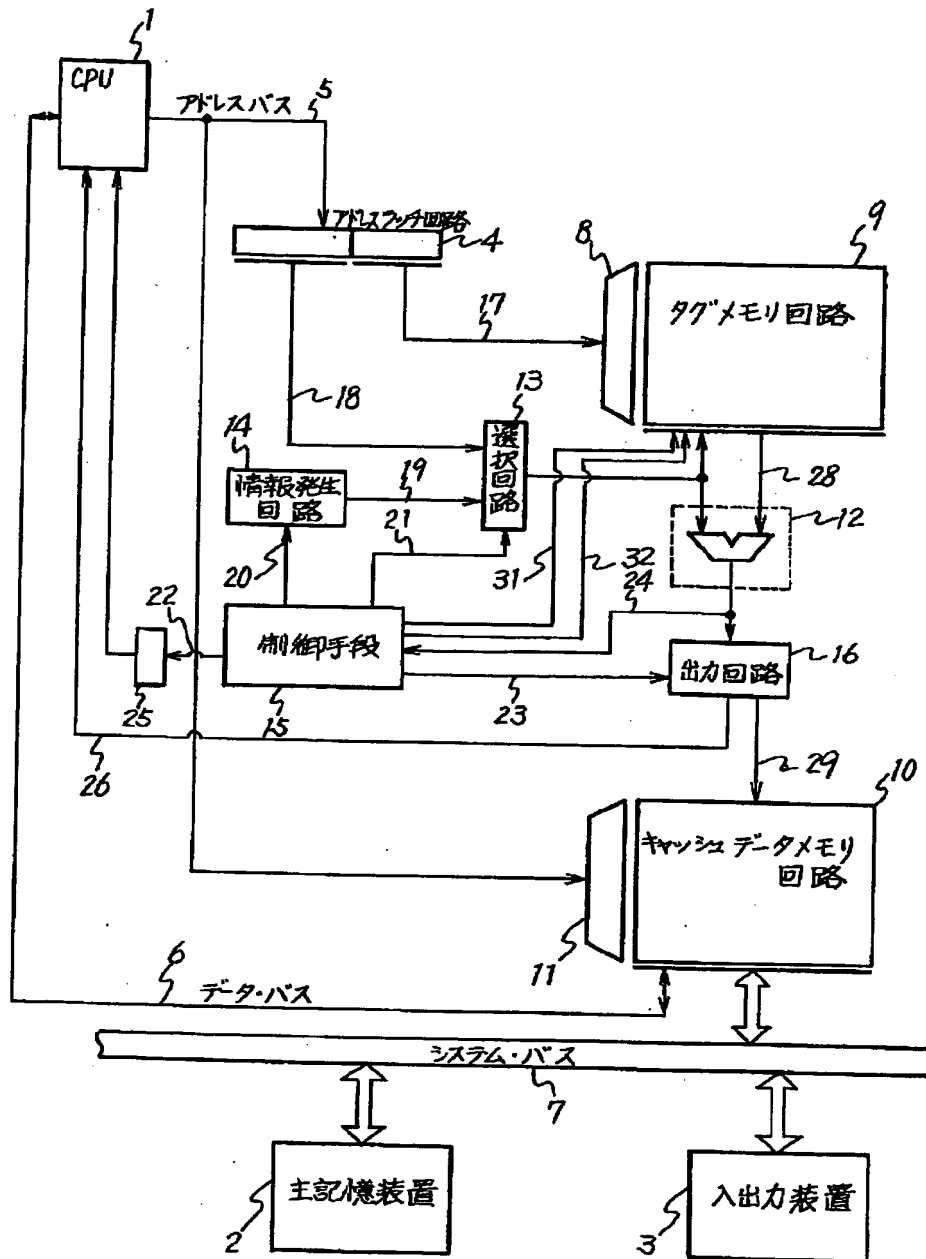 1
CPU
アドレスバス
5
アドレスラッチ回路
4
8
9
タグメモリ回路
17
18
13
選択回路
14
情報発生
回路
19
28
12
20
21
31
32
24
22
制御手段
16
出力回路
25
15
23
26
29
10
キャッシュデータメモリ
回路
11
6
データ・バス
システム・バス
7
主記憶装置
2
入出力装置
3